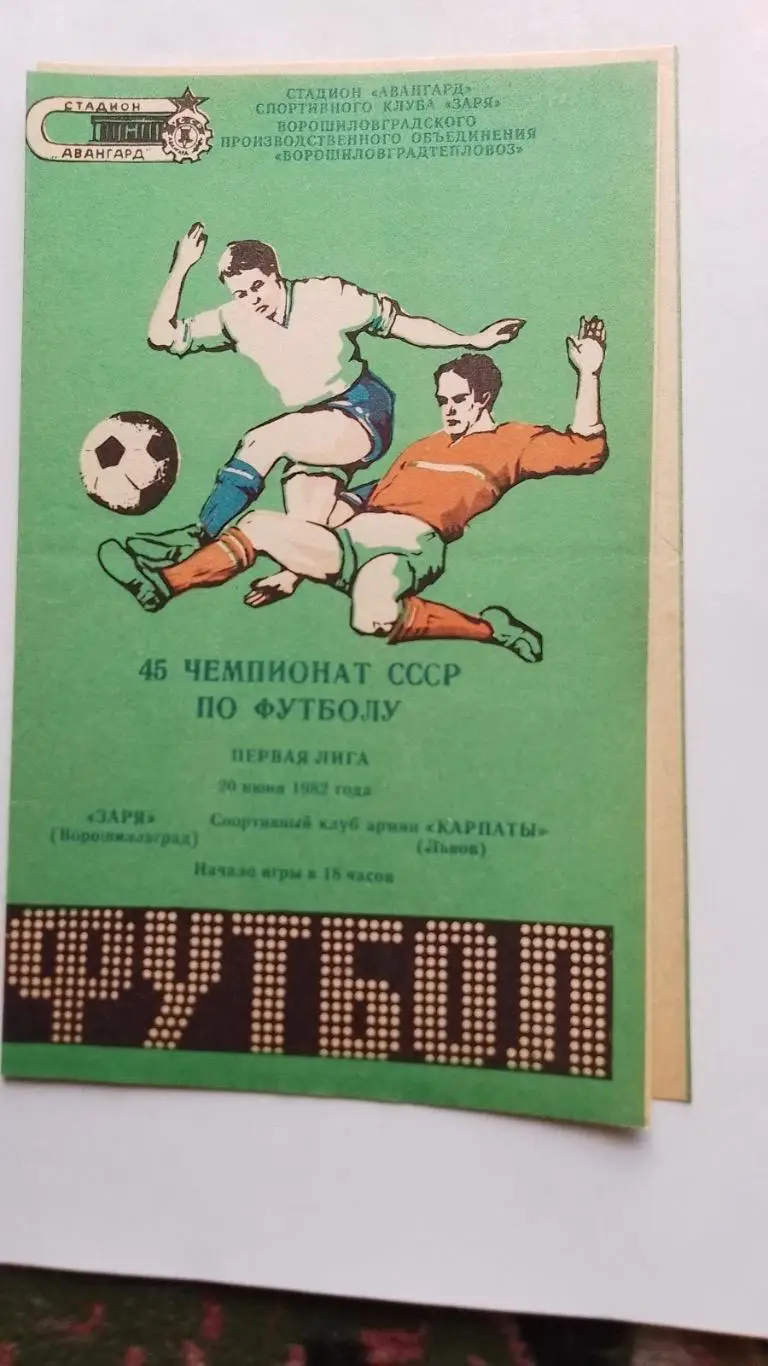 СТАДИОН
„АВАНГАРД"
СТАДИОН «АВАНГАРД»
СПОРТИВНОГО КЛУБА «ЗАРЯ»
ВОРОШИЛОВГРАДСКОГО
ПРОИЗВОДСТВЕННОГО ОБЪЕДИНЕНИЯ
«ВОРОШИЛОВГРАДТЕПЛОВОЗ»
45 ЧЕМПИОНАТ СССР
ПО ФУТБОЛУ
ПЕРВАЯ ЛИГА
20 июня 1982 года
«ЗАРЯ» Спортивный клуб армии «КАРПАТЫ»
(Ворошиловград) (Львов)
Начало игры в 18 часов
ФУТБОЛ